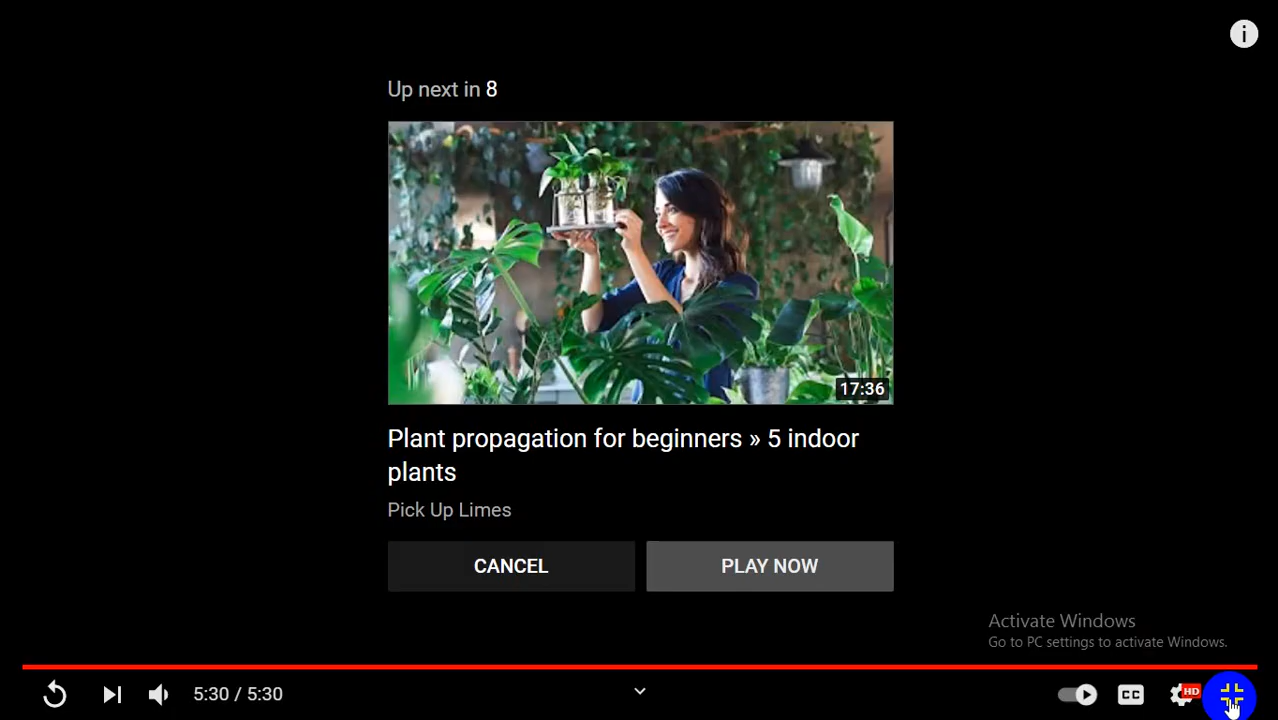 Up next in 8
17:36
Plant propagation for beginners » 5 indoor
plants
Pick Up Limes
CANCEL
PLAY NOW
Activate Windows
Go to PC settings to activate Windows.
5:30 / 5:30
CC
HD